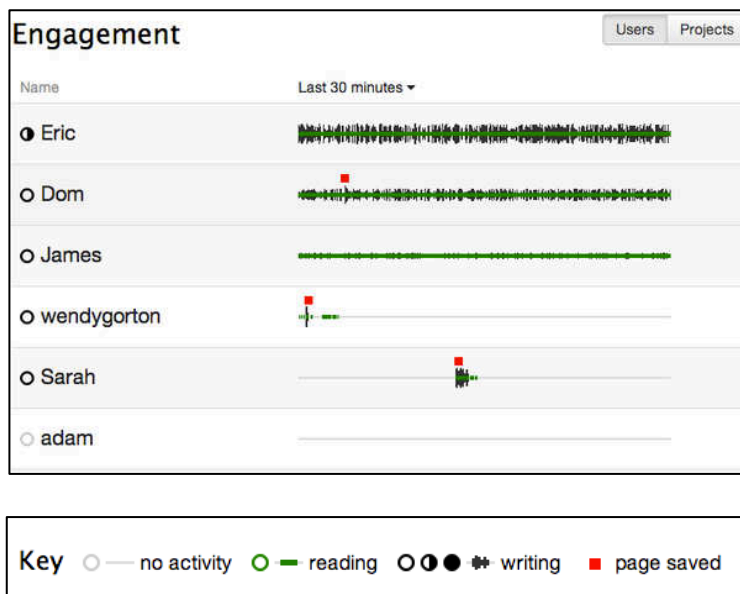 Engagement
Users Projects
Name Last 30 minutes
Eric
Dom
James
wendygorton
Sarah
adam
Key no activity reading writing page saved